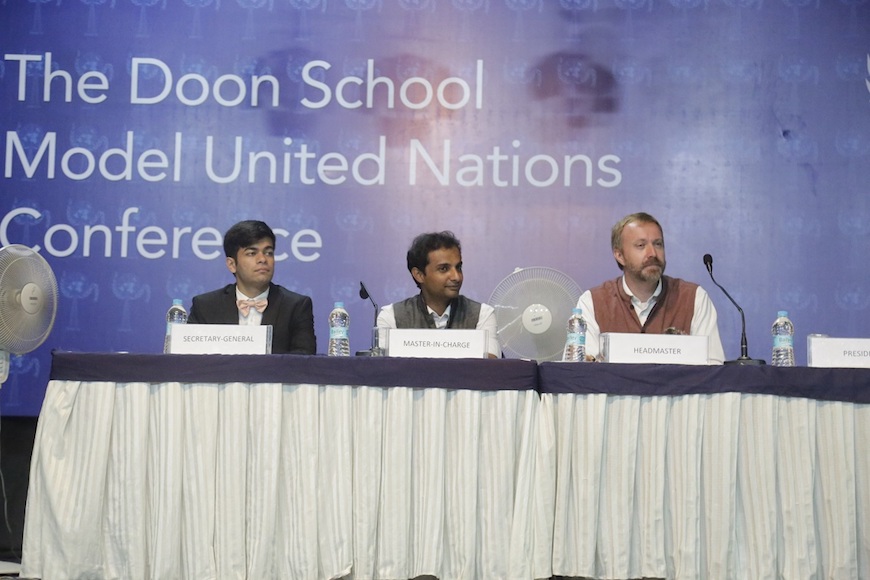 The Doon School
Model United Nations
Conference
SECRETARY-GENERAL
MASTER-IN-CHARGE
HEADMASTER